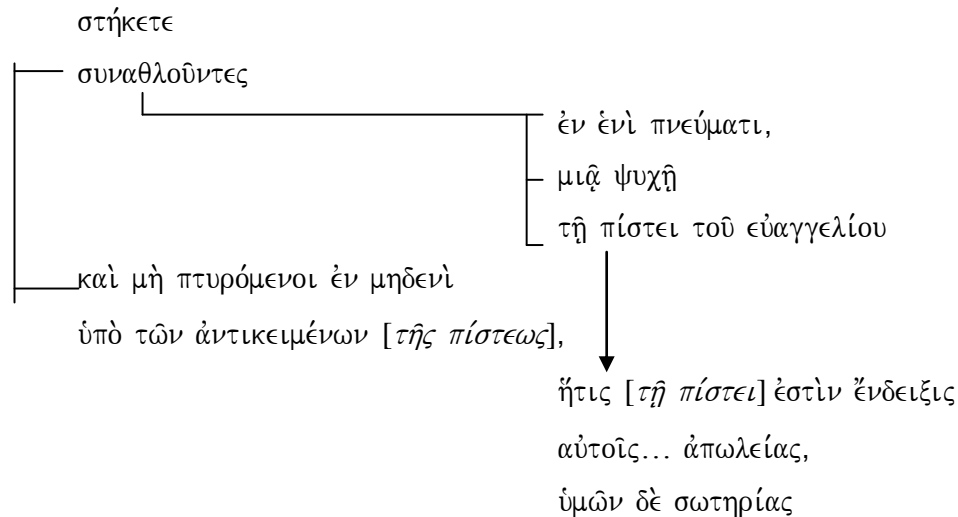 στήκετε
συναθλοῦντες
ἐν ἑνὶ πνεύματι,
μιᾷ ψυχῇ
τῇ πίστει τοῦ εὐαγγελίου
καὶ μὴ πτυρόμενοι ἐν μηδενὶ
ὑπὸ τῶν ἀντικειμένων [τῆς πίστεως],
ἥτις [τῇ πίστει] ἐστὶν ἔνδειξις
αὐτοῖς... ἀπωλείας,
ὑμῶν δὲ σωτηρίας